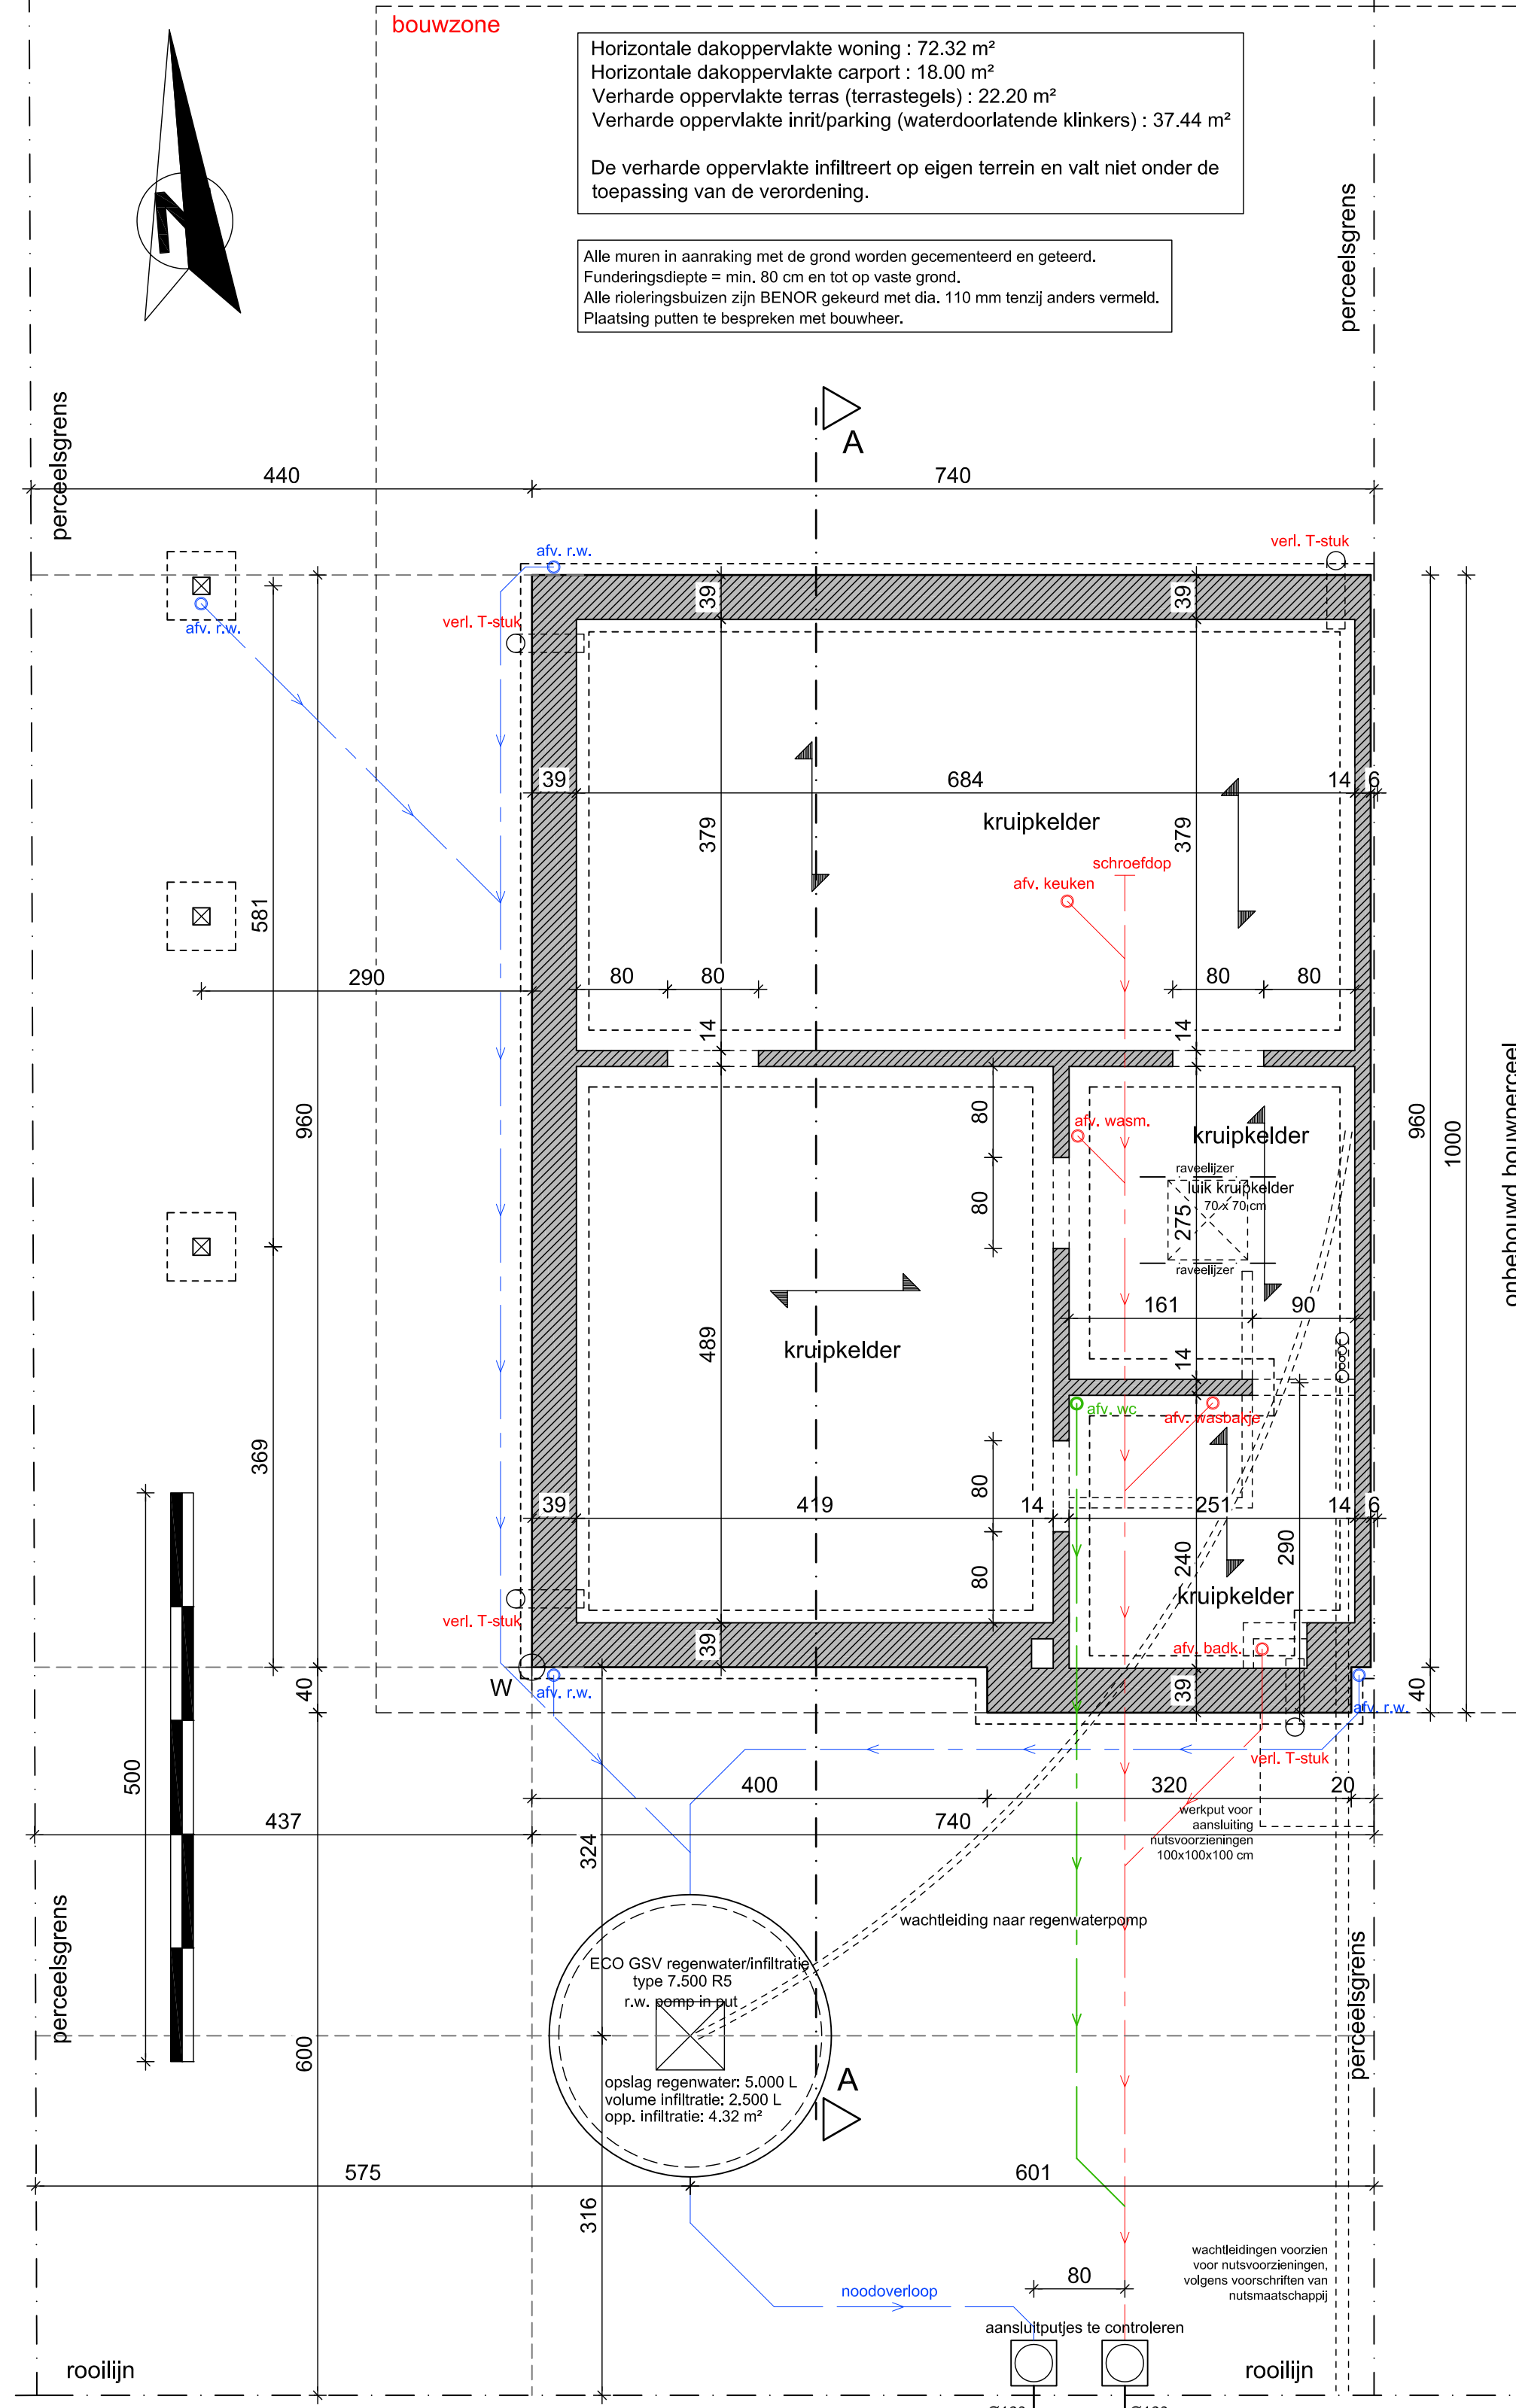 bouwzone
Horizontale dakoppervlakte woning : 72.32 m²
Horizontale dakoppervlakte carport : 18.00 m²
Verharde oppervlakte terras (terrastegels) : 22.20 m²
Verharde oppervlakte inrit/parking (waterdoorlatende klinkers) : 37.44 m²
De verharde oppervlakte infiltreert op eigen terrein en valt niet onder de
toepassing van de verordening.
Alle muren in aanraking met de grond worden gecementeerd en geteerd.
Funderingsdiepte = min. 80 cm en tot op vaste grond.
Alle rioleringsbuizen zijn BENOR gekeurd met dia. 110 mm tenzij anders vermeld.
Plaatsing putten te bespreken met bouwheer.
N
perceelsgrens
perceelsgrens
A
440
740
afv. r.w.
verl. T-stuk
39
39
afv. r.w.
verl. T-stuk
39
684
14
6
kruipkelder
379
379
schroefdop
afv. keuken
581
290
80
80
80
80
14
14
960
80
afv. wasm.
kruipkelder
960
1000
onbebouwd bouwperceel
raveelijzer
luik kruipkelder
70 x 70 cm
80
275
raveelijzer
161
90
489
kruipkelder
14
afv. wc
afv. wasbakje
369
80
39
419
14
251
14
6
240
290
80
kruipkelder
verl. T-stuk
39
afv. badk.
W
afv. r.w.
40
39
40
afv. r.w.
verl. T-stuk
500
400
320
20
437
740
324
werkput voor
aansluiting
nutsvoorzieningen
100x100x100 cm
wachtleiding naar regenwaterpomp
perceelsgrens
perceelsgrens
ECO GSV regenwater/infiltratie
type 7.500 R5
r.w. pomp in put
600
opslag regenwater: 5.000 L
volume infiltratie: 2.500 L
opp. infiltratie: 4.32 m²
A
575
601
316
wachtleidingen voorzien
voor nutsvoorzieningen,
volgens voorschriften van
nutsmaatschappij
80
noodoverloop
aansluitputjes te controleren
rooilijn
rooilijn